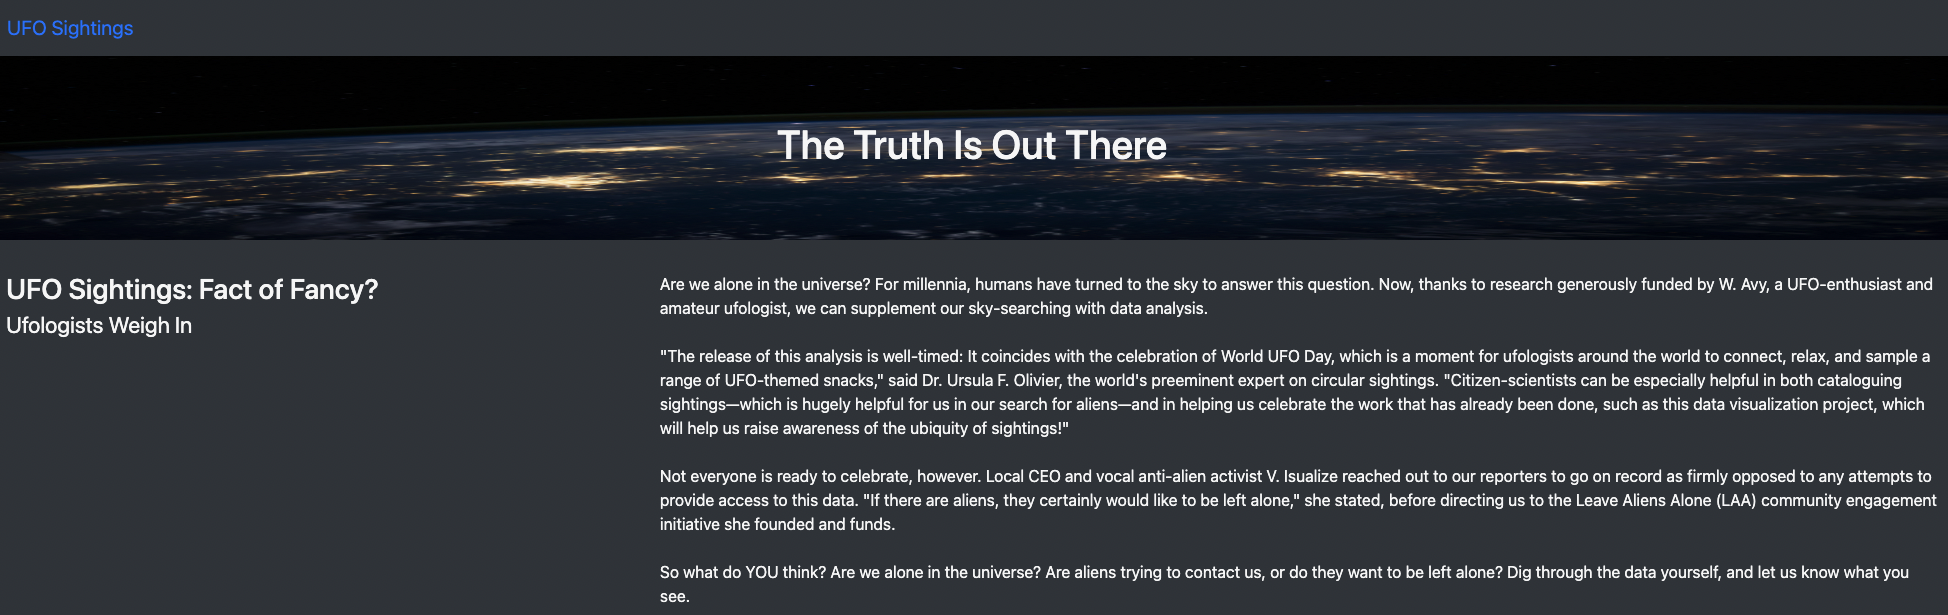 UFO Sightings
The Truth Is Out There
UFO Sightings: Fact of Fancy?
Ufologists Weigh In
Are we alone in the universe? For millennia, humans have turned to the sky to answer this question. Now, thanks to research generously funded by W. Avy, a UFO-enthusiast and
amateur ufologist, we can supplement our sky-searching with data analysis.
"The release of this analysis is well-timed: It coincides with the celebration of World UFO Day, which is a moment for ufologists around the world to connect, relax, and sample a
range of UFO-themed snacks," said Dr. Ursula F. Olivier, the world's preeminent expert on circular sightings. "Citizen-scientists can be especially helpful in both cataloguing
sightings—which is hugely helpful for us in our search for aliens—and in helping us celebrate the work that has already been done, such as this data visualization project, which
will help us raise awareness of the ubiquity of sightings!"
Not everyone is ready to celebrate, however. Local CEO and vocal anti-alien activist V. Isualize reached out to our reporters to go on record as firmly opposed to any attempts to
provide access to this data. "If there are aliens, they certainly would like to be left alone," she stated, before directing us to the Leave Aliens Alone (LAA) community engagement
initiative she founded and funds.
So what do YOU think? Are we alone in the universe? Are aliens trying to contact us, or do they want to be left alone? Dig through the data yourself, and let us know what you
see.